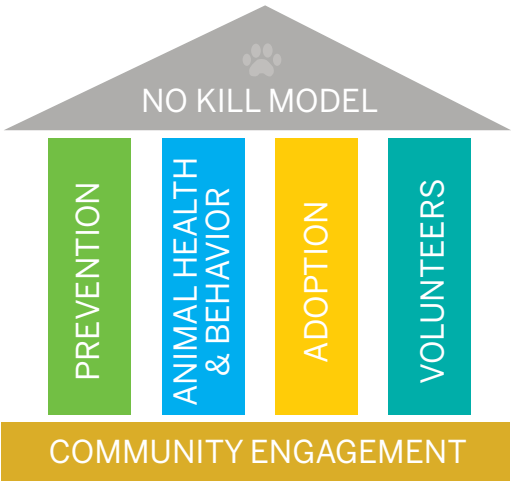 NO KILL MODEL
PREVENTION
ANIMAL HEALTH
& BEHAVIOR
ADOPTION
VOLUNTEERS
COMMUNITY ENGAGEMENT